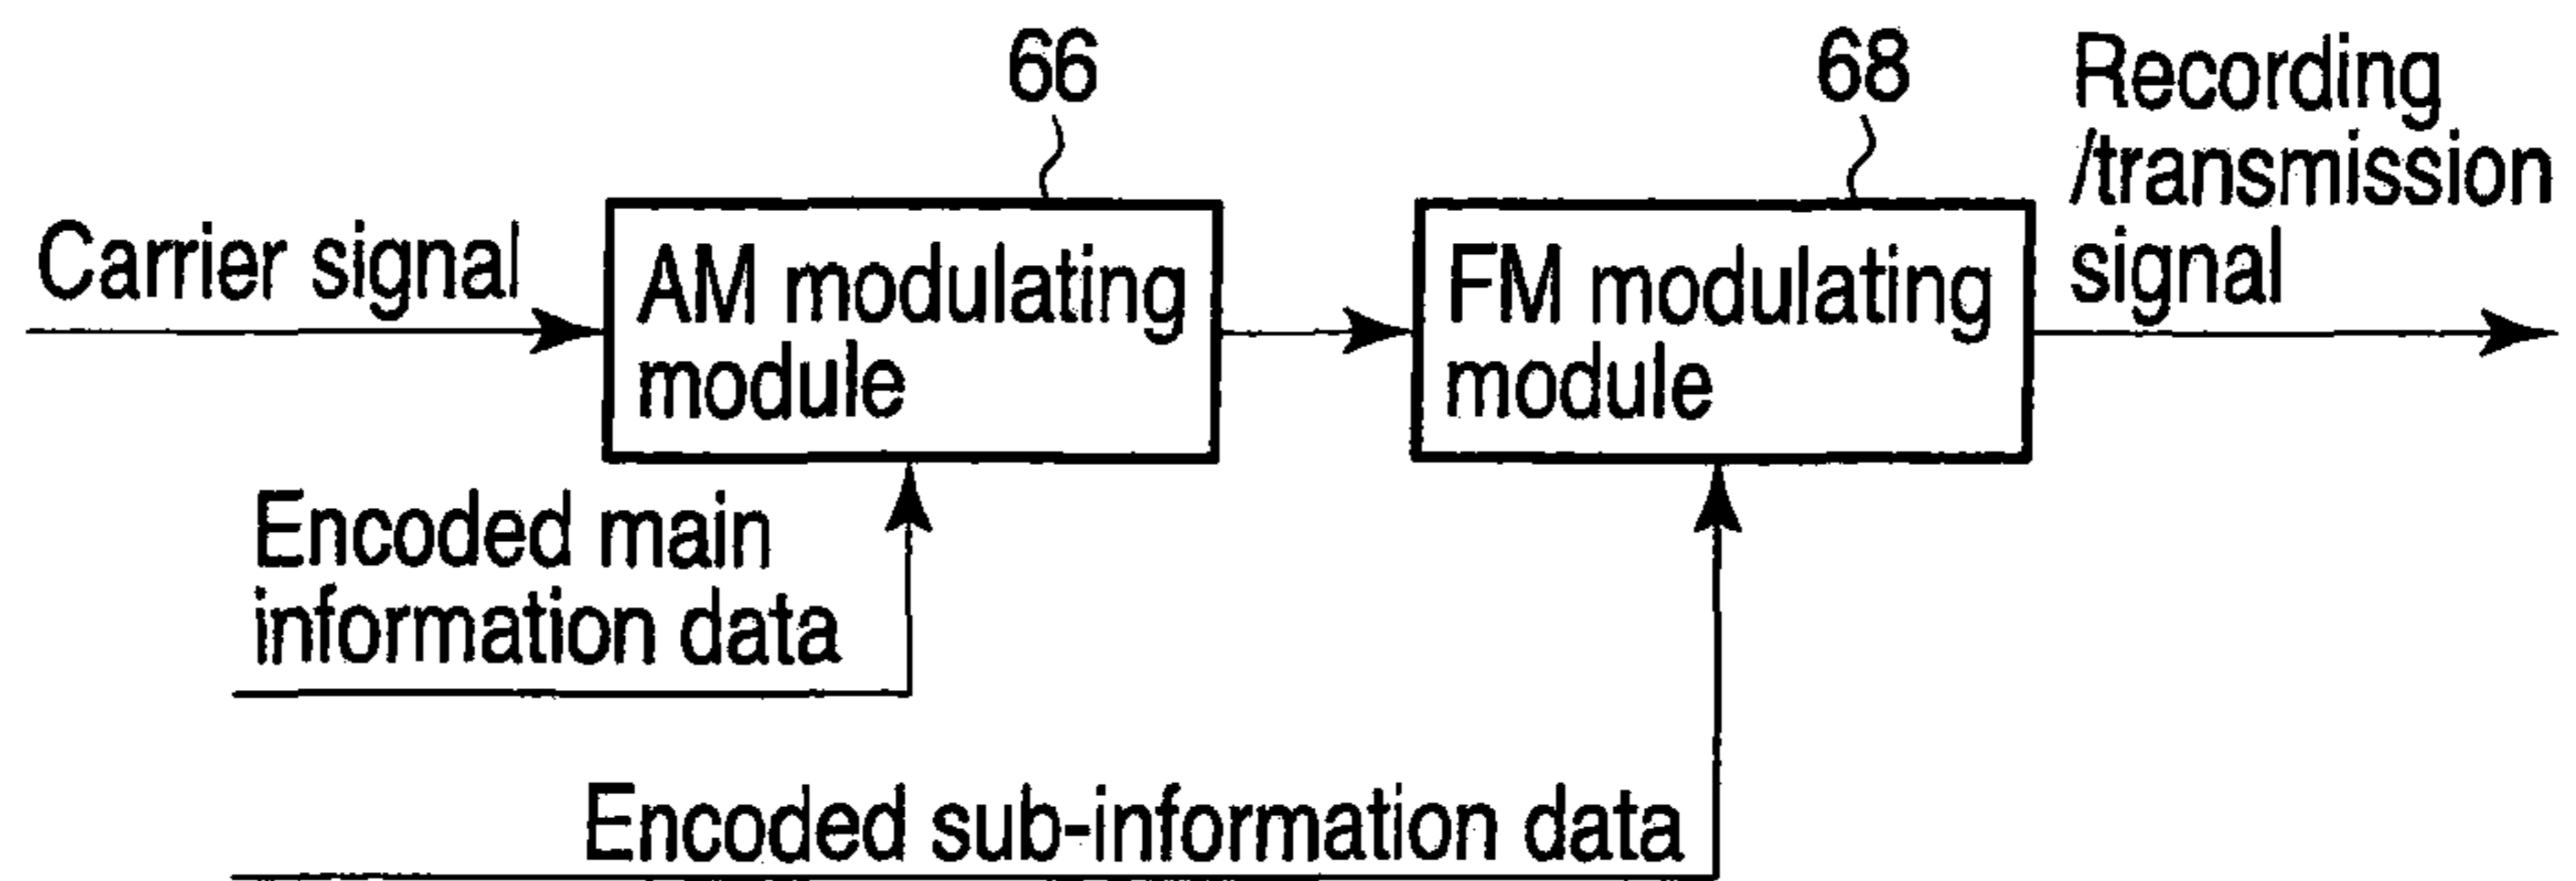 66
68
Recording
/transmission
signal
Carrier signal
AM modulating
module
FM modulating
module
Encoded main
information data
Encoded sub-information data